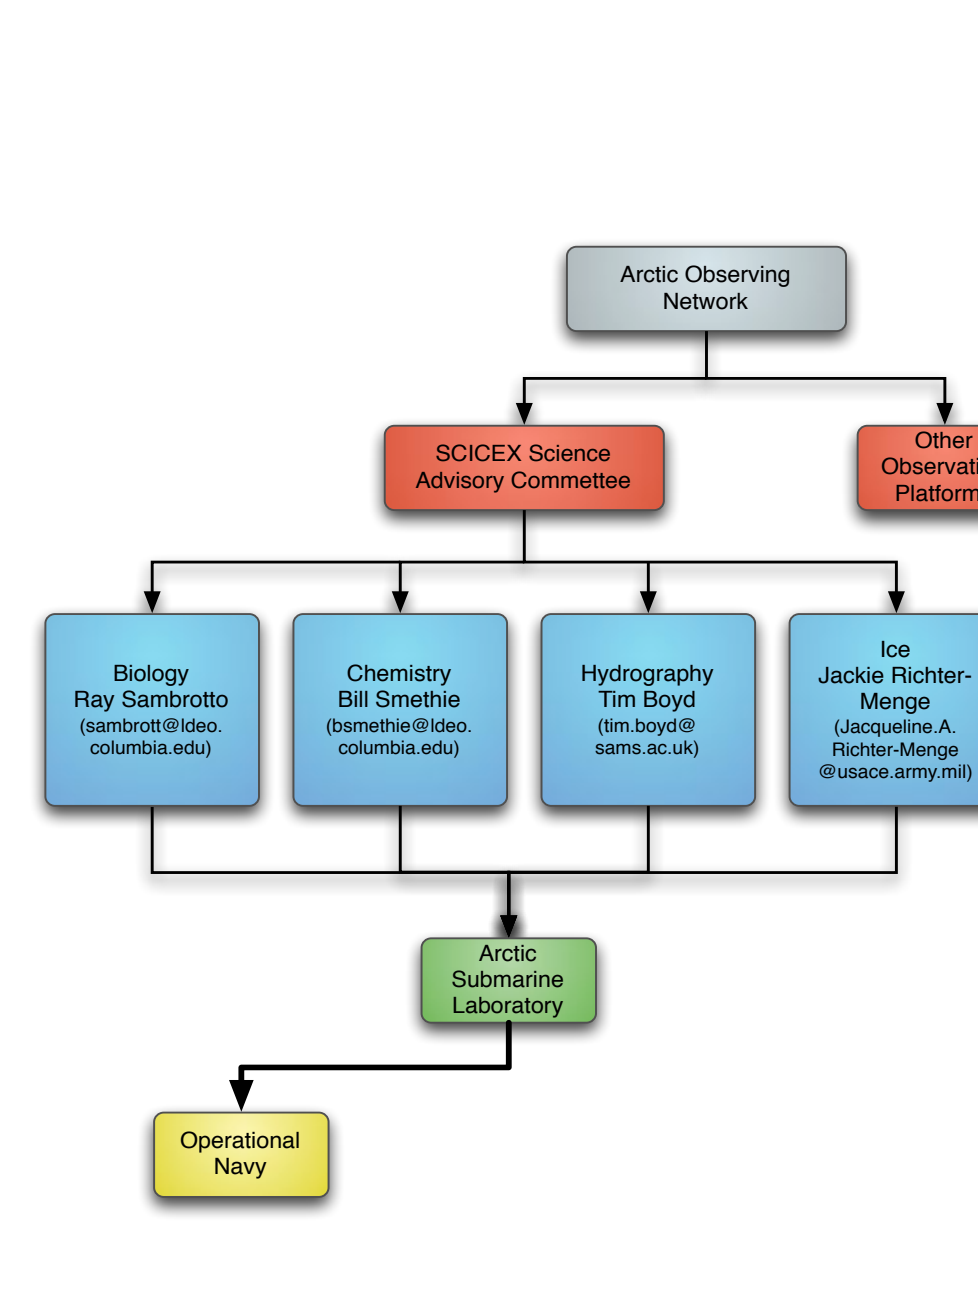 Arctic Observing
Network
SCICEX Science
Advisory Commettee
Other
Observati
Platform
Biology
Ray Sambrotto
(sambrott@ldeo.
columbia.edu)
Chemistry
Bill Smethie
(bsmethie@ldeo.
columbia.edu)
Hydrography
Tim Boyd
(tim.boyd@
sams.ac.uk)
Ice
Jackie Richter-
Menge
(Jacqueline.A.
Richter-Menge
@usace.army.mil)
Arctic
Submarine
Laboratory
Operational
Navy